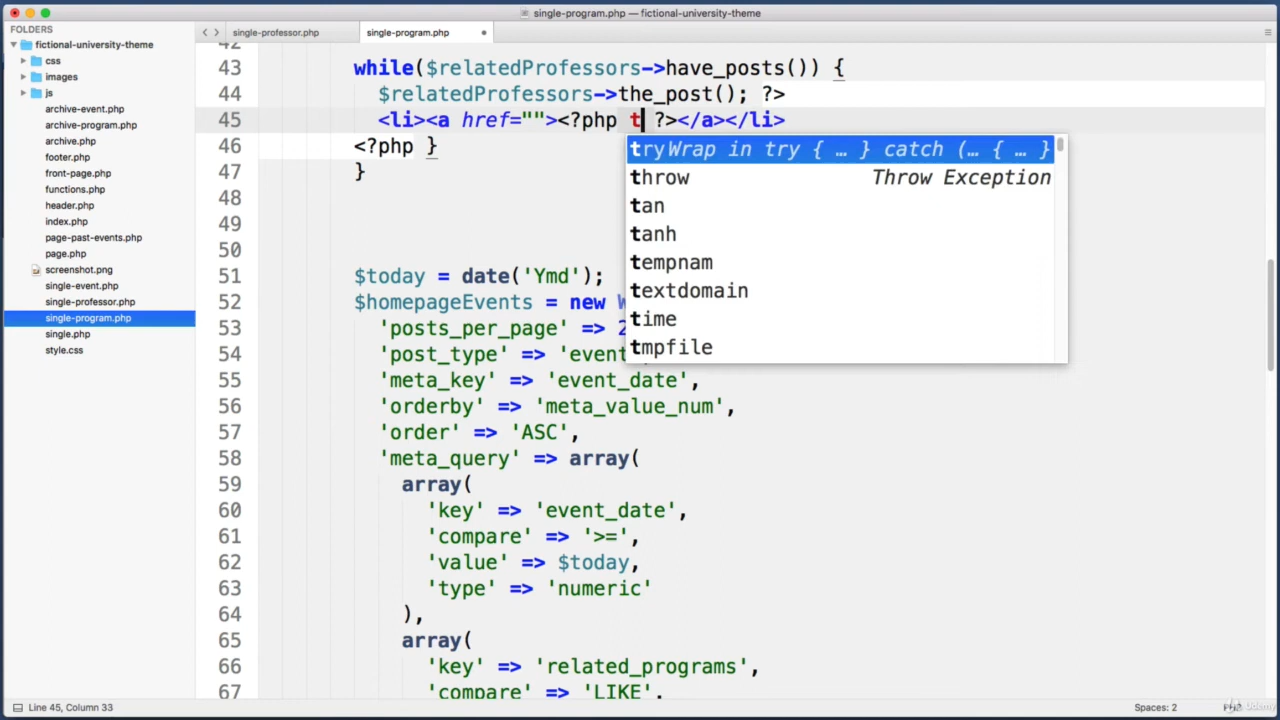 single-program.php — fictional-university-theme
FOLDERS
fictional-university-theme
css
images
js
archive-event.php
archive-program.php
archive.php
footer.php
front-page.php
functions.php
header.php
index.php
page-past-events.php
page.php
screenshot.png
single-event.php
single-professor.php
single-program.php
single.php
style.css
single-professor.php
single-program.php
42
43 while($relatedProfessors->have_posts()) {
44 $relatedProfessors->the_post(); ?>
45 <li><a href=""><?php t ?></a></li>
46 <?php }
47 }
48
49
50
51 $today = date('Ymd');
52 $homepageEvents = new W
53 'posts_per_page' => 2
54 'post_type' => 'event
55 'meta_key' => 'event_date',
56 'orderby' => 'meta_value_num',
57 'order' => 'ASC',
58 'meta_query' => array(
59 array(
60 'key' => 'event_date',
61 'compare' => '>=',
62 'value' => $today,
63 'type' => 'numeric'
64 ),
65 array(
66 'key' => 'related_programs',
67 'compare' => 'LIKE',
try Wrap in try { … } catch (… { … }
throw Throw Exception
tan
tanh
tempnam
textdomain
time
tmpfile
Line 45, Column 33
Spaces: 2
PHP
Udemy